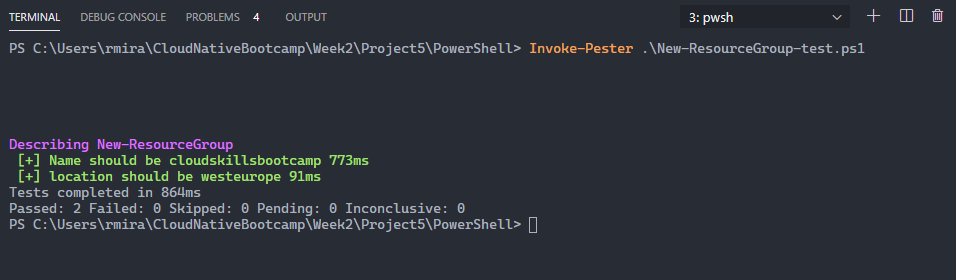 TERMINAL DEBUG CONSOLE PROBLEMS 4 OUTPUT 3: pwsh
PS C:\Users\rmira\CloudNativeBootcamp\Week2\Project5\PowerShell> Invoke-Pester .\New-ResourceGroup-test.ps1
Describing New-ResourceGroup
[+] Name should be cloudskillsbootcamp 773ms
[+] location should be westeurope 91ms
Tests completed in 864ms
Passed: 2 Failed: 0 Skipped: 0 Pending: 0 Inconclusive: 0
PS C:\Users\rmira\CloudNativeBootcamp\Week2\Project5\PowerShell>